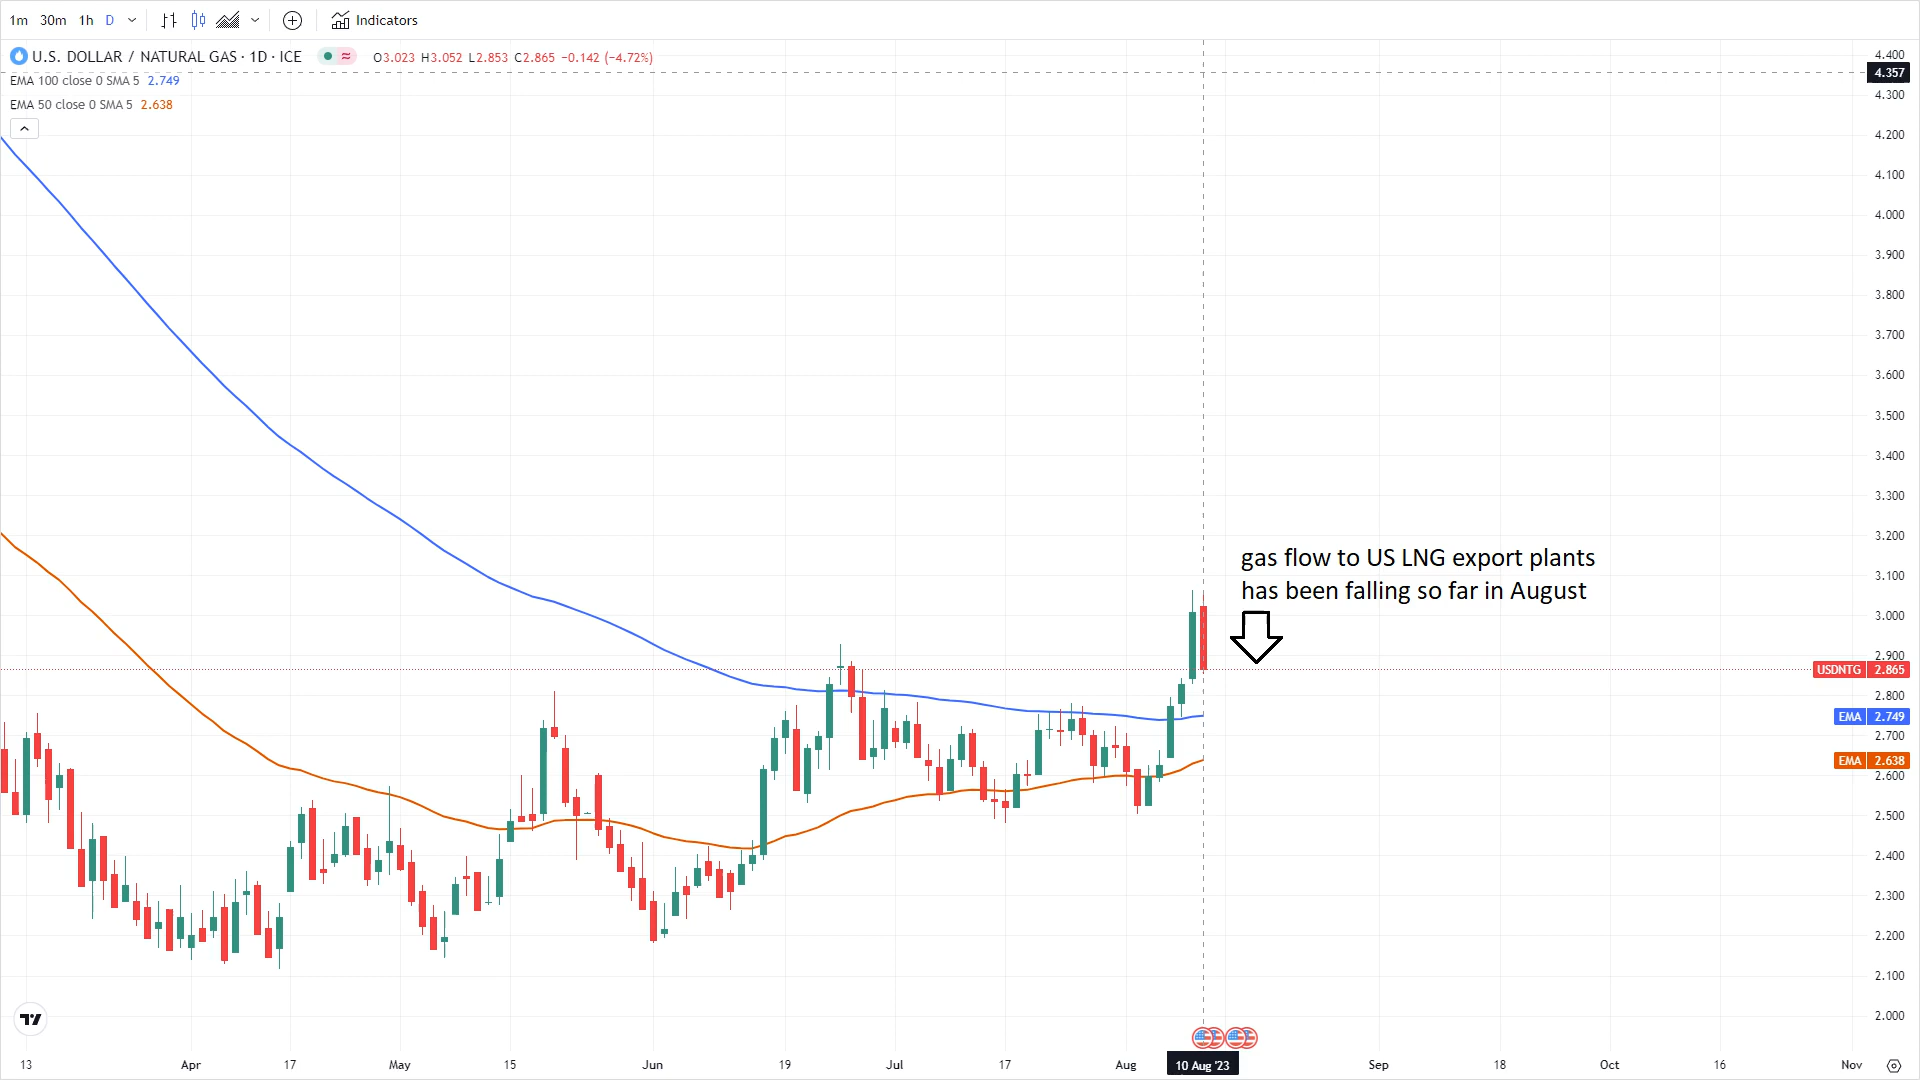 1m 30m 1h D Indicators
U.S. DOLLAR / NATURAL GAS · 1D · ICE O3.023 H3.052 L2.853 C2.865 −0.142 (−4.72%)
EMA 100 close 0 SMA 5 2.749
EMA 50 close 0 SMA 5 2.638
4.400
4.357
4.300
4.200
4.100
4.000
3.900
3.800
3.700
3.600
3.500
3.400
3.300
3.200
gas flow to US LNG export plants
has been falling so far in August
3.100
3.000
2.900
USDNTG 2.865
2.800
EMA 2.749
2.700
EMA 2.638
2.600
2.500
2.400
2.300
2.200
2.100
2.000
13 Apr 17 May 15 Jun 19 Jul 17 Aug 10 Aug '23 Sep 18 Oct 16 Nov